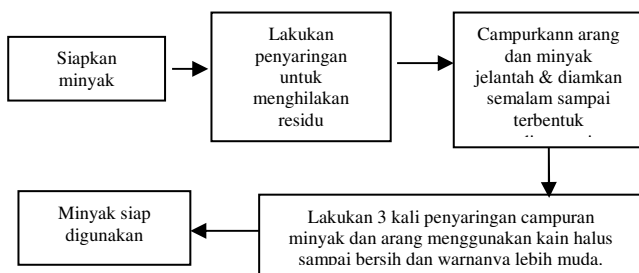 Siapkan
minyak
Lakukan
penyaringan
untuk
menghilakan
residu
Campurkann arang
dan minyak
jelantah & diamkan
semalam sampai
terbentuk
Lakukan 3 kali penyaringan campuran
minyak dan arang menggunakan kain halus
sampai bersih dan warnanya lebih muda.
Minyak siap
digunakan